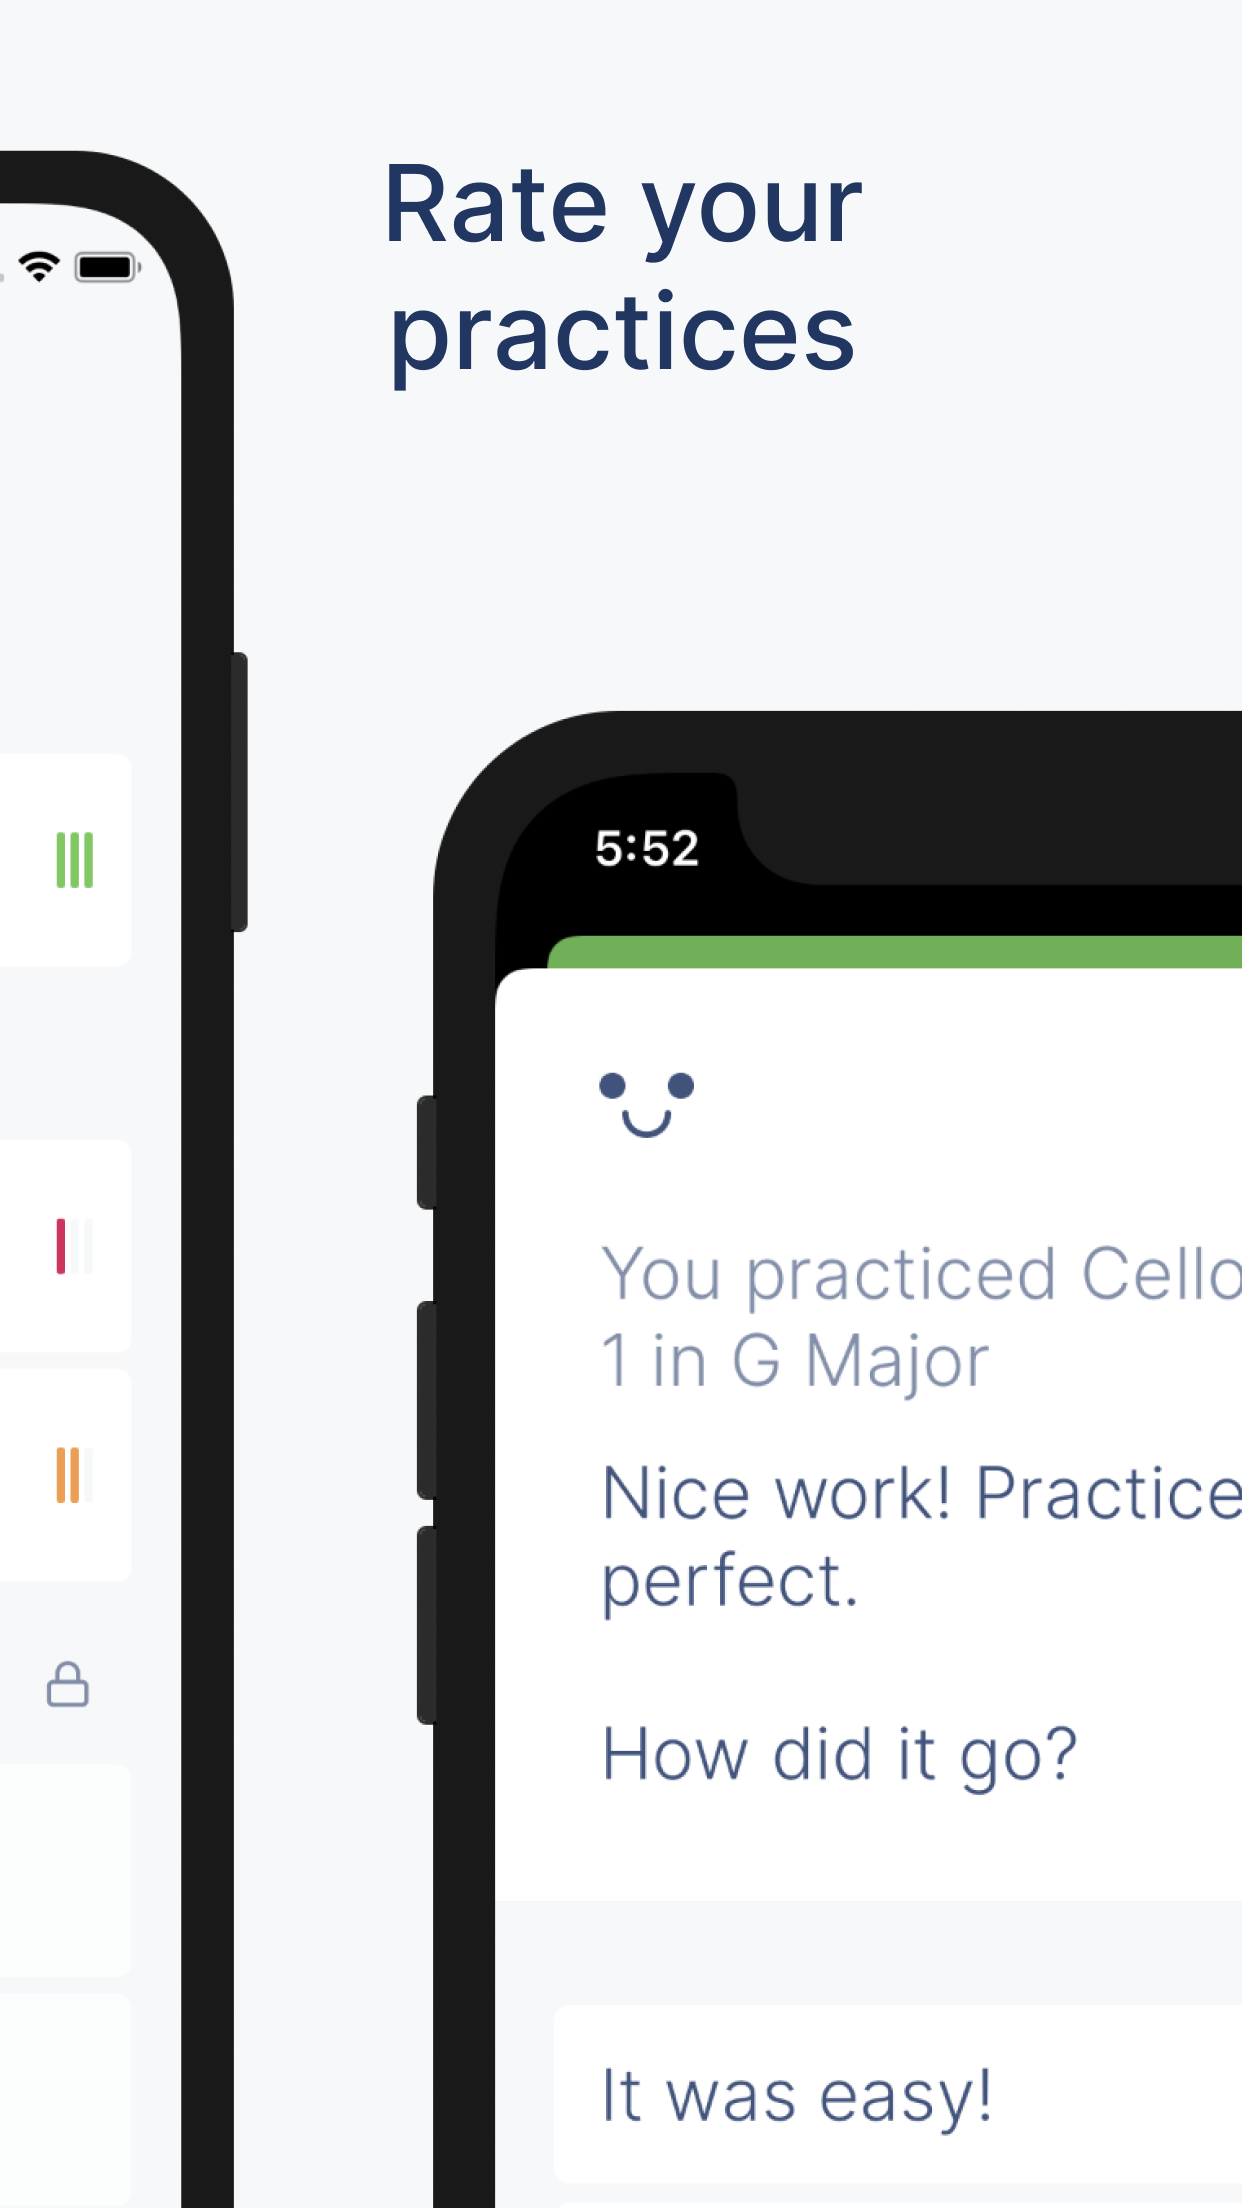 Rate your
practices
5:52
You practiced Cello
1 in G Major
Nice work! Practice
perfect.
How did it go?
It was easy!